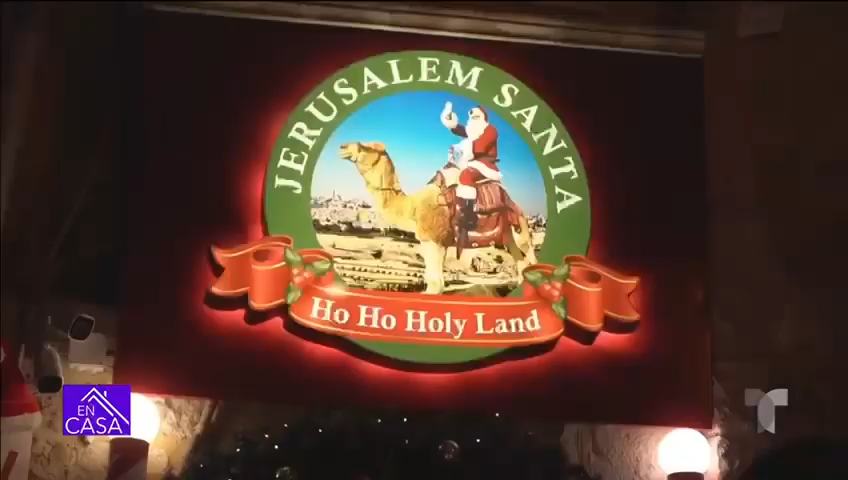 JERUSALEM SANTA
Ho Ho Holy Land
EN
CASA
T